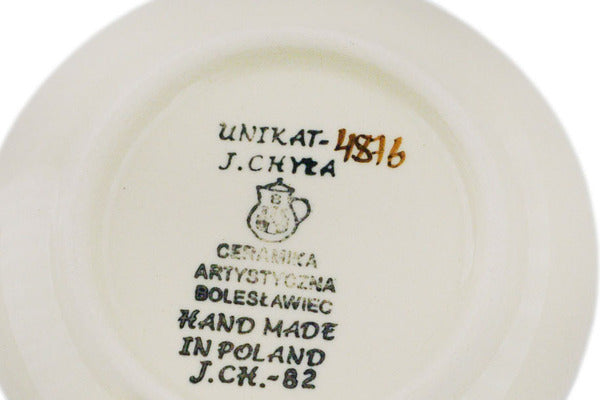 UNIKAT-4816
J. CHYŁA
CERAMIKA
ARTYSTYCZNA
BOLESŁAWIEC
HAND MADE
IN POLAND
J.CH.-82